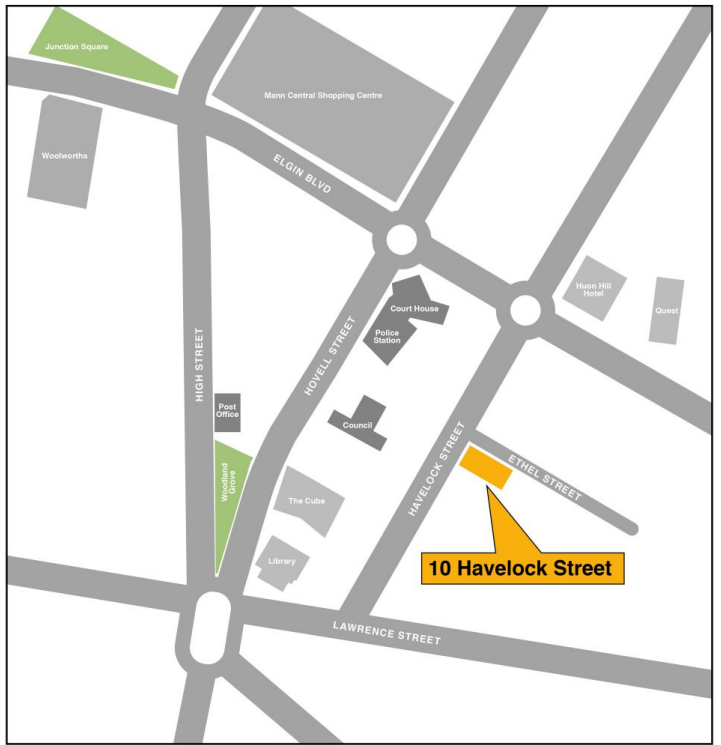 Junction Square
Mann Central Shopping Centre
Woolworths
ELGIN BLVD
Huon Hill
Hotel
Quest
Court House
Police
Station
HIGH STREET
HOVELL STREET
Post
Office
Council
HAVELOCK STREET
ETHEL STREET
Woodland
Grove
The Cube
Library
10 Havelock Street
LAWRENCE STREET